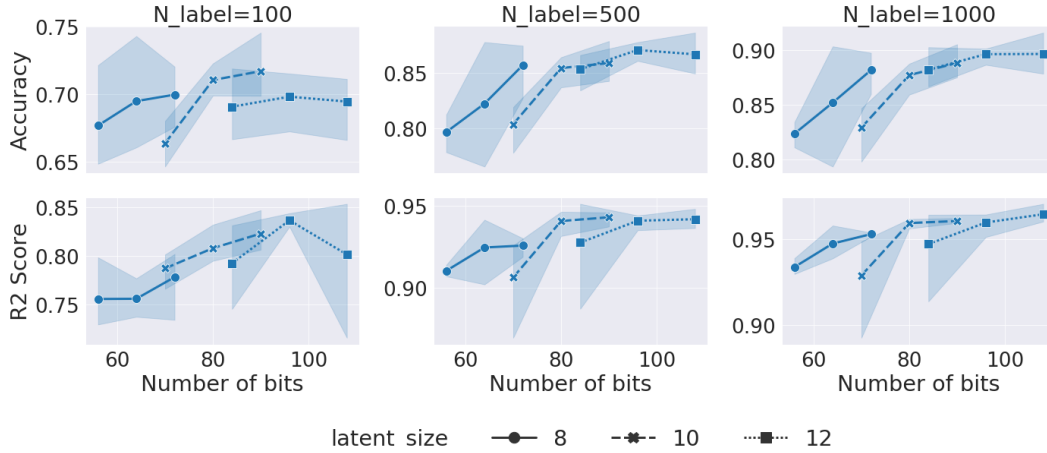 N_label=100 N_label=500 N_label=1000
Accuracy
0.75
0.70
0.65
0.85
0.80
0.90
0.85
0.80
R2 Score
0.85
0.80
0.75
0.95
0.90
0.95
0.90
60 80 100 60 80 100 60 80 100
Number of bits Number of bits Number of bits
latent_size 8 10 12